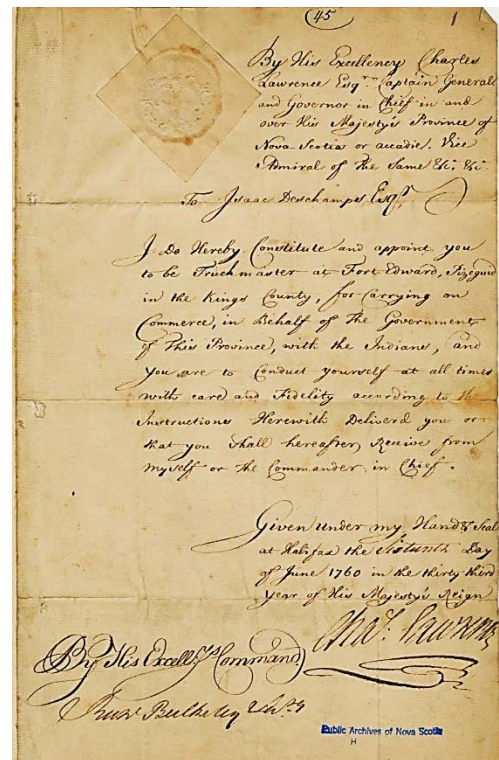 (45)
1
By His Excellency Charles
Lawrence Esqr. Captain General
and Governor in Chief in and
over His Majesty's Province of
Nova Scotia or accadie, Vice
Admiral of the Same &c. &c.
To Isaac Deschamps Esqr.
I Do Hereby Constitute and appoint you
to be Truckmaster at Fort Edward, Pizeguid
in the Kings County, for Carrying on
Commerce, in Behalf of The Government
of This Province, with the Indians, and
you are to Conduct yourself at all times
with care and Fidelity according to the
Instructions Herewith Deliverd you or
that you Shall hereafter Receive from
myself or the Commander in Chief.
Given under my Hand & Seal
at Halifax the Sixteenth Day
of June 1760 in the thirty third
Year of His Majesty's Reign
Chas. Lawrence
By His Excellys Command
Bulkeley
Public Archives of Nova Scotia
H